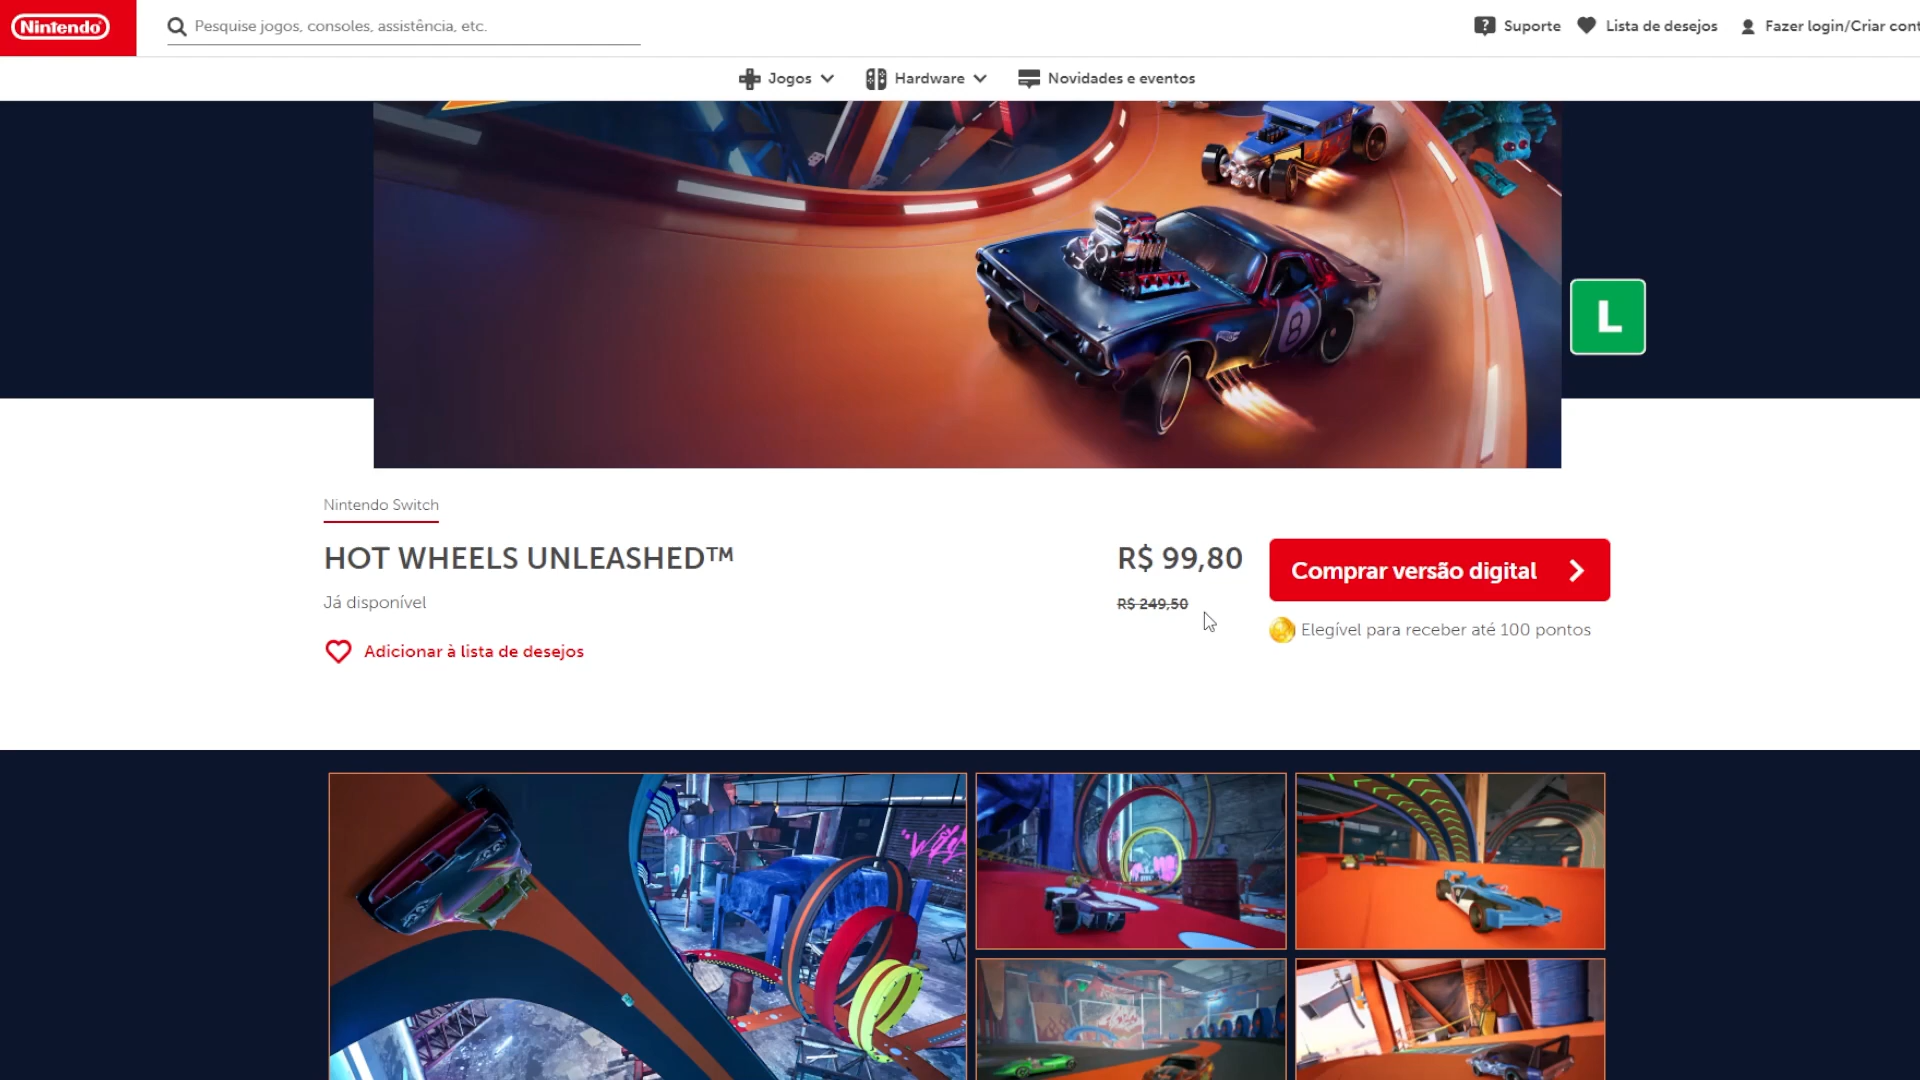 Nintendo
Pesquise jogos, consoles, assistência, etc.
Suporte
Lista de desejos
Fazer login/Criar cont
Jogos
Hardware
Novidades e eventos
8
L
Nintendo Switch
HOT WHEELS UNLEASHED™
Já disponível
Adicionar à lista de desejos
R$ 99,80
R$ 249,50
Comprar versão digital
Elegível para receber até 100 pontos